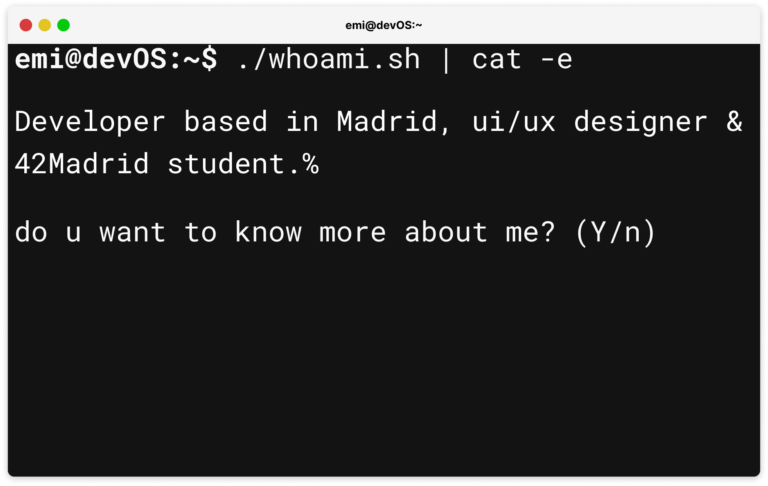 emi@devOS:~
emi@devOS:~$ ./whoami.sh | cat -e
Developer based in Madrid, ui/ux designer &
42Madrid student.%
do u want to know more about me? (Y/n)